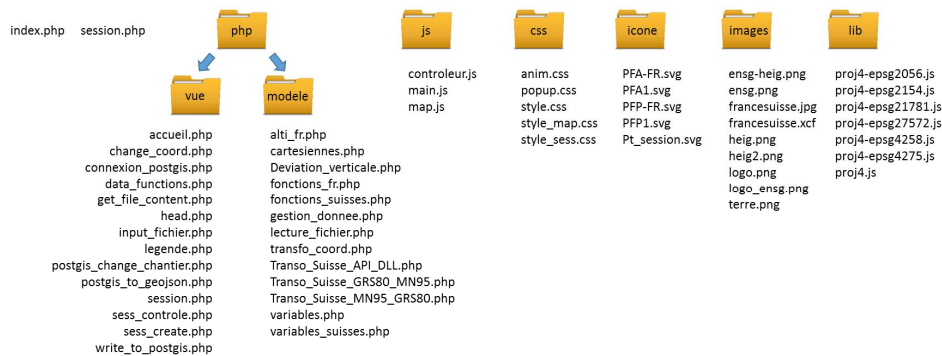 index.php session.php php js css icone images lib
vue modele
accueil.php
change_coord.php
connexion_postgis.php
data_functions.php
get_file_content.php
head.php
input_fichier.php
legende.php
postgis_change_chantier.php
postgis_to_geojson.php
session.php
sess_controle.php
sess_create.php
write_to_postgis.php
alti_fr.php
cartesiennes.php
Deviation_verticale.php
fonctions_fr.php
fonctions_suisses.php
gestion_donnee.php
lecture_fichier.php
transfo_coord.php
Transo_Suisse_API_DLL.php
Transo_Suisse_GRS80_MN95.php
Transo_Suisse_MN95_GRS80.php
variables.php
variables_suisses.php
controleur.js
main.js
map.js
anim.css
popup.css
style.css
style_map.css
style_sess.css
PFA-FR.svg
PFA1.svg
PFP-FR.svg
PFP1.svg
Pt_session.svg
ensg-heig.png
ensg.png
francesuisse.jpg
francesuisse.xcf
heig.png
heig2.png
logo.png
logo_ensg.png
terre.png
proj4-epsg2056.js
proj4-epsg2154.js
proj4-epsg21781.js
proj4-epsg27572.js
proj4-epsg4258.js
proj4-epsg4275.js
proj4.js